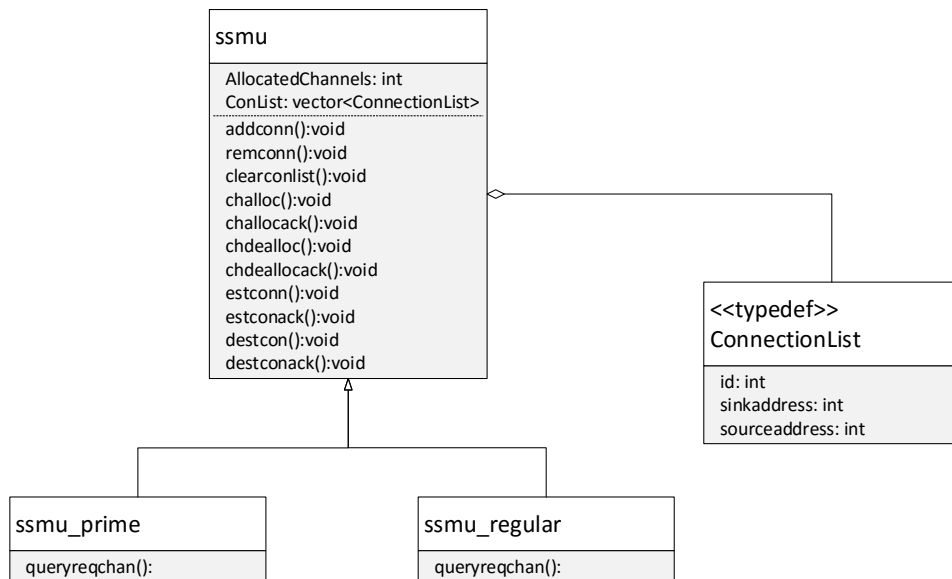 ssmu
AllocatedChannels: int
ConList: vector<ConnectionList>
addconn():void
remconn():void
clearconlist():void
challoc():void
challocack():void
chdealloc():void
chdeallocack():void
estconn():void
estconack():void
destcon():void
destconack():void
<<typedef>>
ConnectionList
id: int
sinkaddress: int
sourceaddress: int
ssmu_prime
queryreqchan():
ssmu_regular
queryreqchan():